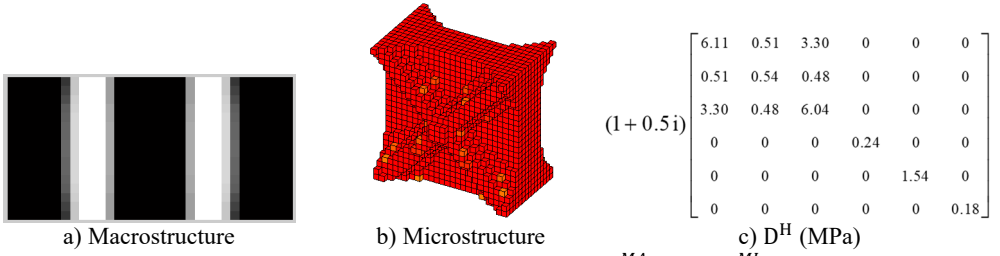 6.11 0.51 3.30 0 0 0
0.51 0.54 0.48 0 0 0
3.30 0.48 6.04 0 0 0
(1+0.5i)
0 0 0 0.24 0 0
0 0 0 0 1.54 0
0 0 0 0 0 0.18
a) Macrostructure b) Microstructure c) D^H (MPa)